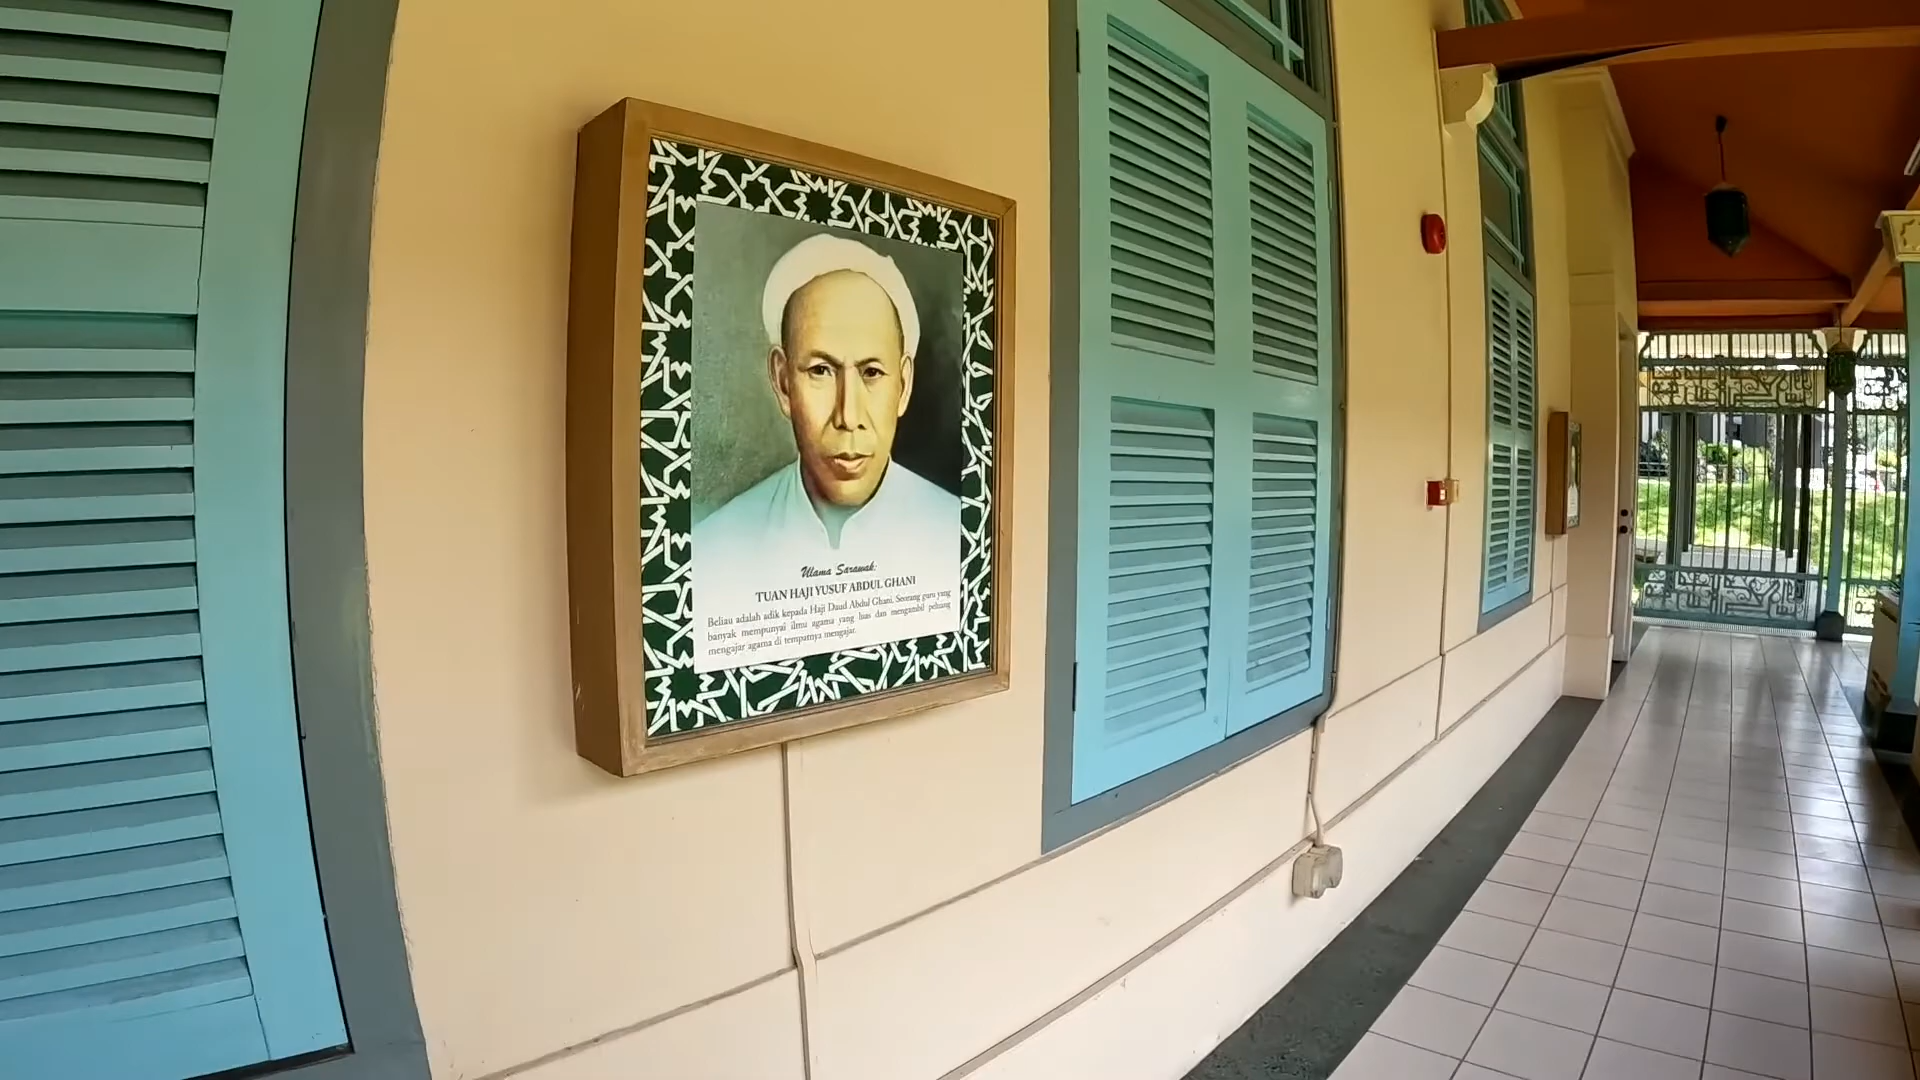 Ulama Sarawak:
TUAN HAJI YUSUF ABDUL GHANI
Beliau adalah adik kepada Haji Daud Abdul Ghani. Seorang guru yang
banyak mempunyai ilmu agama yang luas dan mengambil peluang
mengajar agama di tempatnya mengajar.